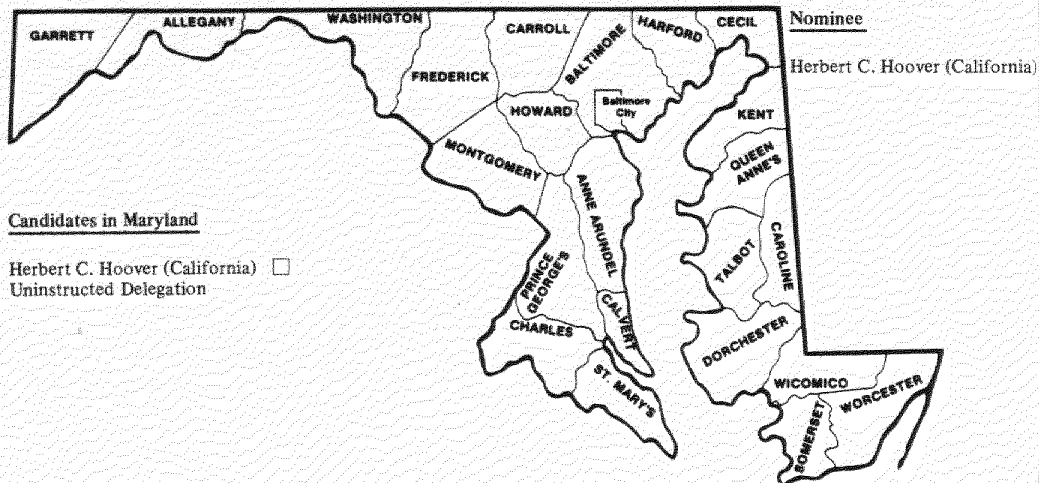 GARRETT
ALLEGANY
WASHINGTON
FREDERICK
CARROLL
BALTIMORE
HARFORD
CECIL
Nominee
Herbert C. Hoover (California)
Baltimore
City
HOWARD
KENT
MONTGOMERY
QUEEN
ANNE'S
ANNE ARUNDEL
Candidates in Maryland
Herbert C. Hoover (California) □
Uninstructed Delegation
PRINCE
GEORGE'S
TALBOT
CAROLINE
CALVERT
CHARLES
DORCHESTER
ST. MARY'S
WICOMICO
WORCESTER
SOMERSET